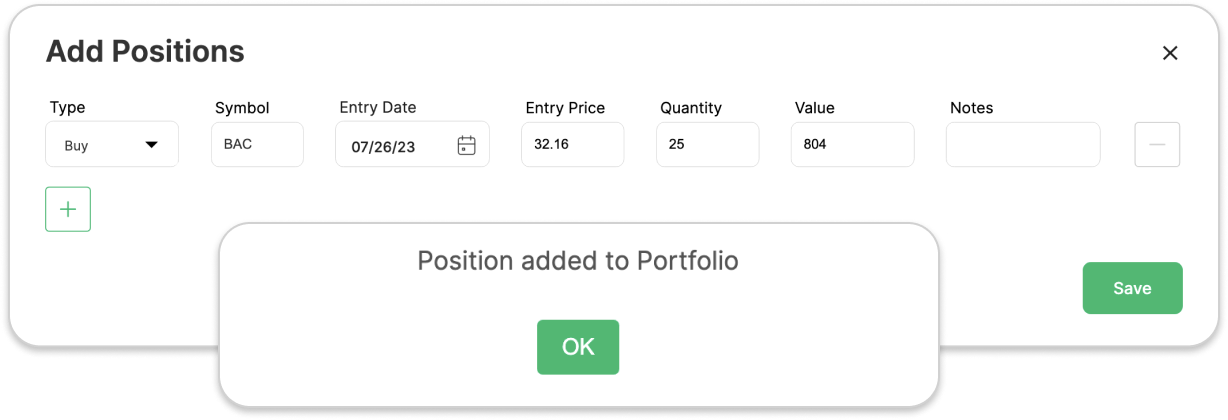 Add Positions
Type Symbol Entry Date Entry Price Quantity Value Notes
Buy BAC 07/26/23 32.16 25 804
Position added to Portfolio
Save
OK